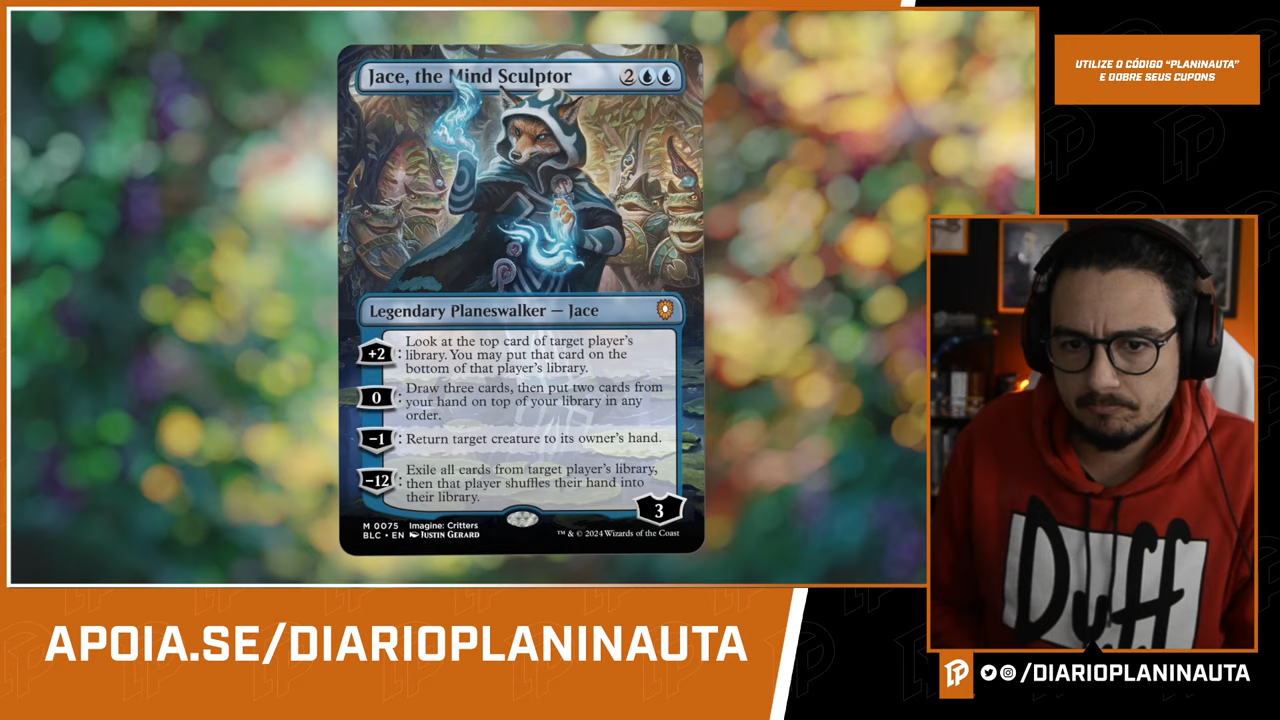 Jace, the Mind Sculptor
2
Legendary Planeswalker — Jace
+2 : Look at the top card of target player's
library. You may put that card on the
bottom of that player's library.
0 : Draw three cards, then put two cards from
your hand on top of your library in any
order.
−1 : Return target creature to its owner's hand.
−12 : Exile all cards from target player's library,
then that player shuffles their hand into
their library.
3
M 0075 Imagine: Critters
BLC • EN Justin Gerard
™ & © 2024 Wizards of the Coast
UTILIZE O CÓDIGO “PLANINAUTA”
E DOBRE SEUS CUPONS
Duff
APOIA.SE/DIARIOPLANINAUTA
/DIARIOPLANINAUTA